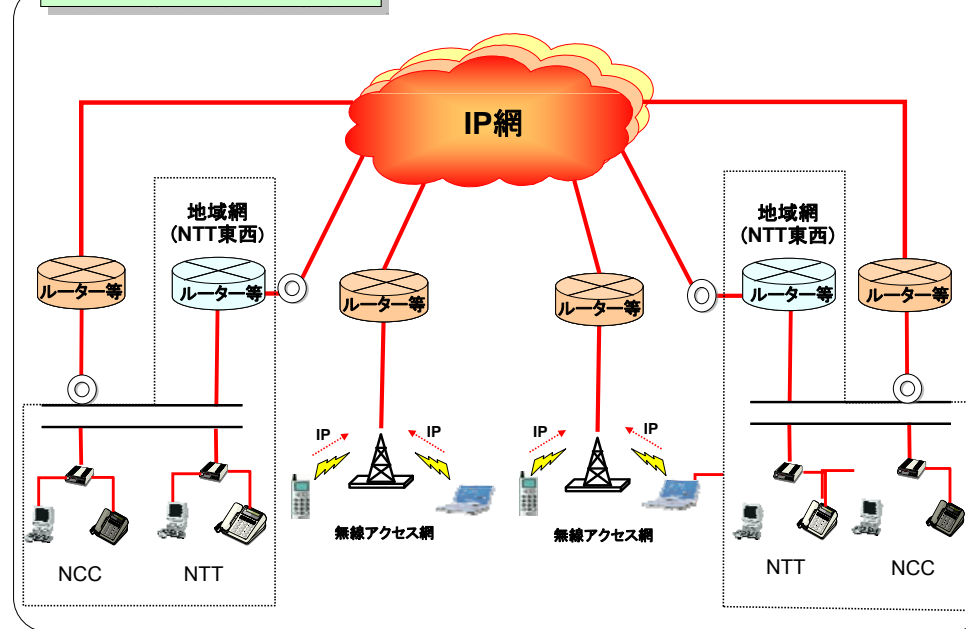 IP網
地域網
(NTT東西)
地域網
(NTT東西)
ルーター等
ルーター等
ルーター等
ルーター等
ルーター等
ルーター等
IP
IP
IP
IP
無線アクセス網
無線アクセス網
NCC
NTT
NTT
NCC